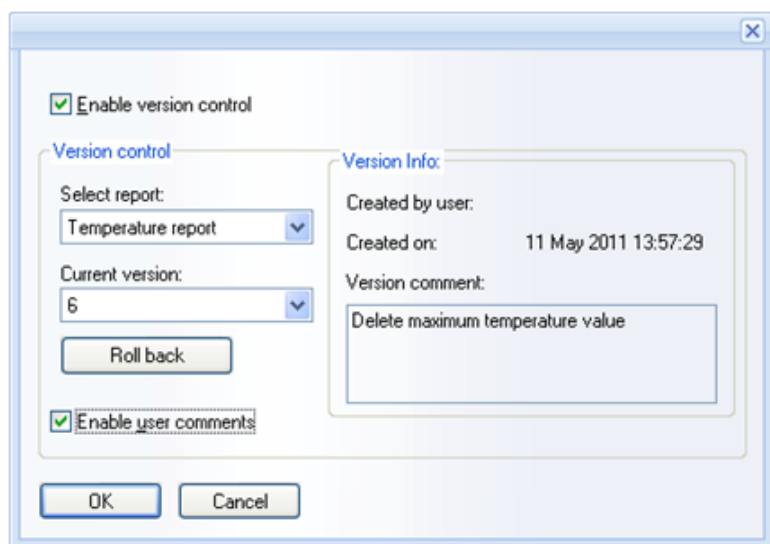 Enable version control
Version control
Select report:
Temperature report
Current version:
6
Roll back
Enable user comments
Version Info:
Created by user:
Created on: 11 May 2011 13:57:29
Version comment:
Delete maximum temperature value
OK Cancel